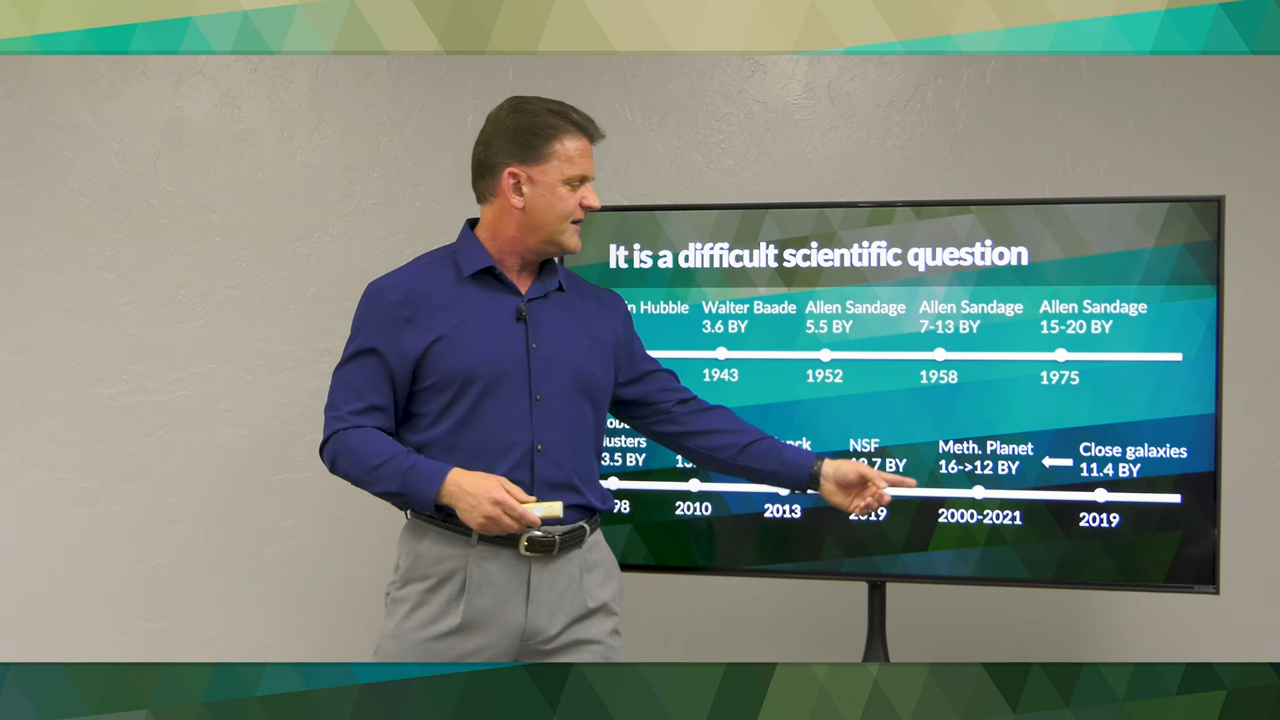 It is a difficult scientific question
Hubble Walter Baade Allen Sandage Allen Sandage Allen Sandage
3.6 BY 5.5 BY 7-13 BY 15-20 BY
1943 1952 1958 1975
NSF Meth. Planet Close galaxies
3.5 BY 16->12 BY 11.4 BY
2010 2013 2019 2000-2021 2019